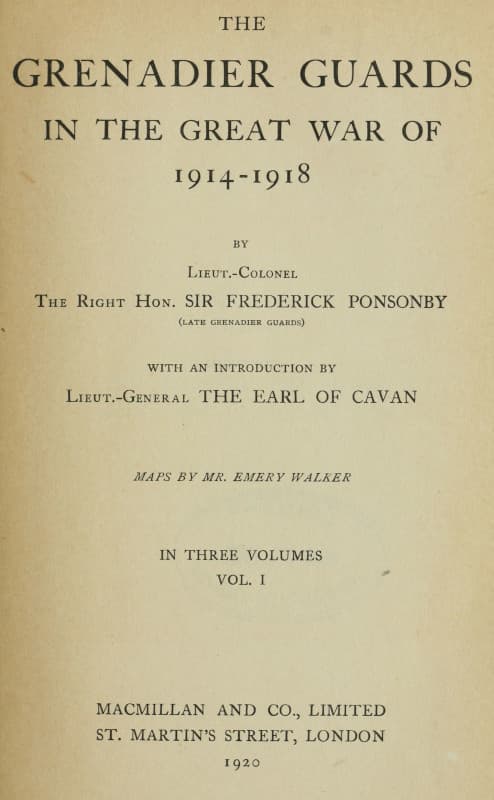 THE
GRENADIER GUARDS
IN THE GREAT WAR OF
1914-1918
BY
LIEUT.-COLONEL
THE RIGHT HON. SIR FREDERICK PONSONBY
(LATE GRENADIER GUARDS)
WITH AN INTRODUCTION BY
LIEUT.-GENERAL THE EARL OF CAVAN
MAPS BY MR. EMERY WALKER
IN THREE VOLUMES
VOL. I
MACMILLAN AND CO., LIMITED
ST. MARTIN'S STREET, LONDON
1920